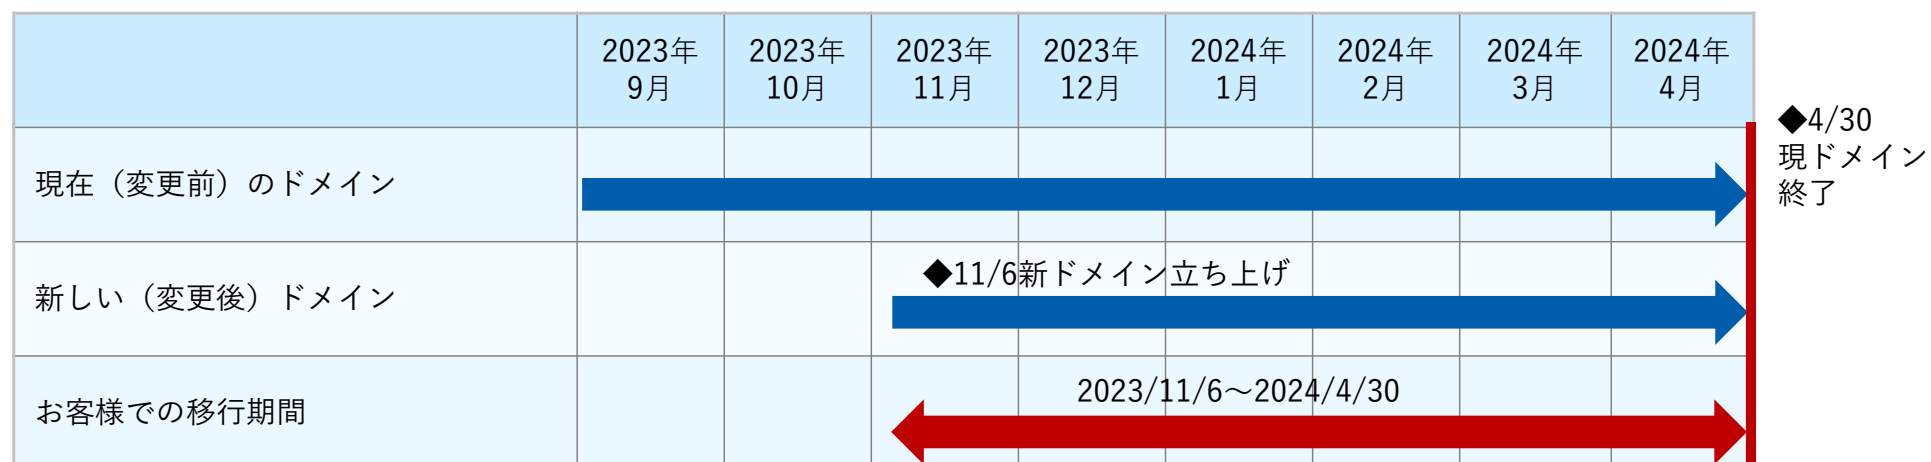 2023年
9月
2023年
10月
2023年
11月
2023年
12月
2024年
1月
2024年
2月
2024年
3月
2024年
4月
◆4/30
現ドメイン
終了
現在（変更前）のドメイン
◆11/6新ドメイン立ち上げ
新しい（変更後）ドメイン
2023/11/6～2024/4/30
お客様での移行期間